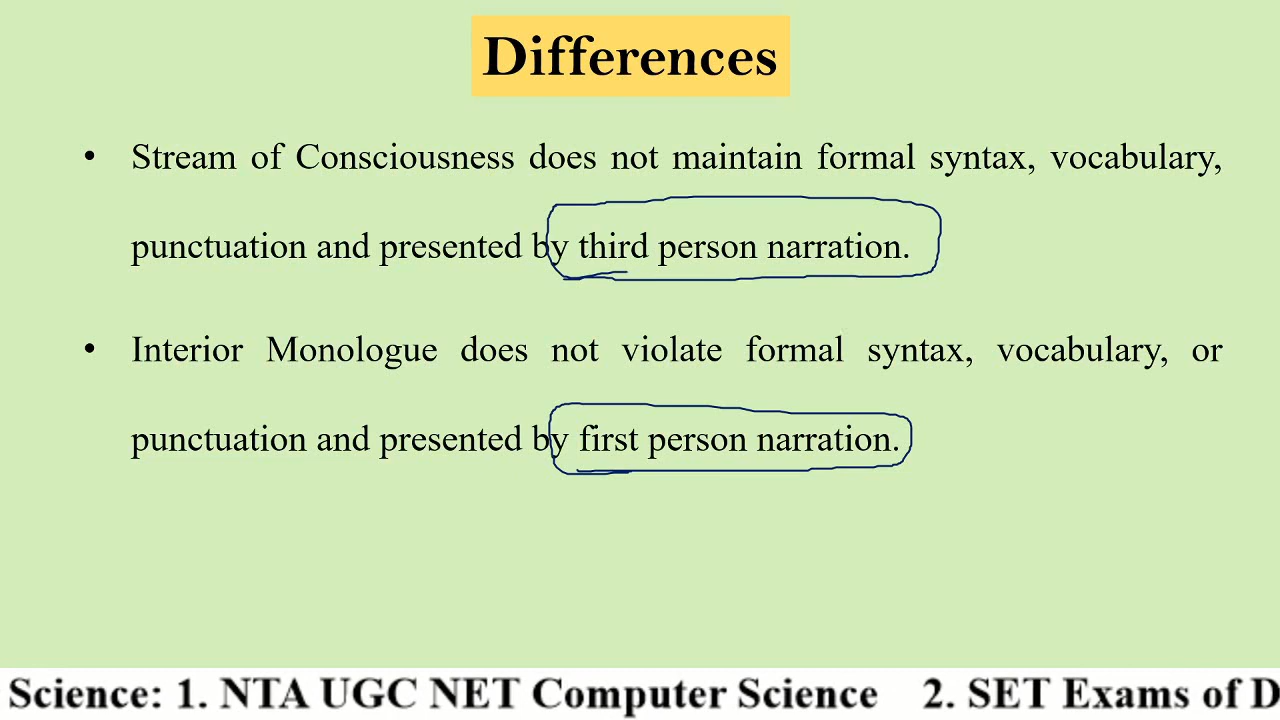 Differences
• Stream of Consciousness does not maintain formal syntax, vocabulary,
punctuation and presented by third person narration.
• Interior Monologue does not violate formal syntax, vocabulary, or
punctuation and presented by first person narration.
Science: 1. NTA UGC NET Computer Science 2. SET Exams of D